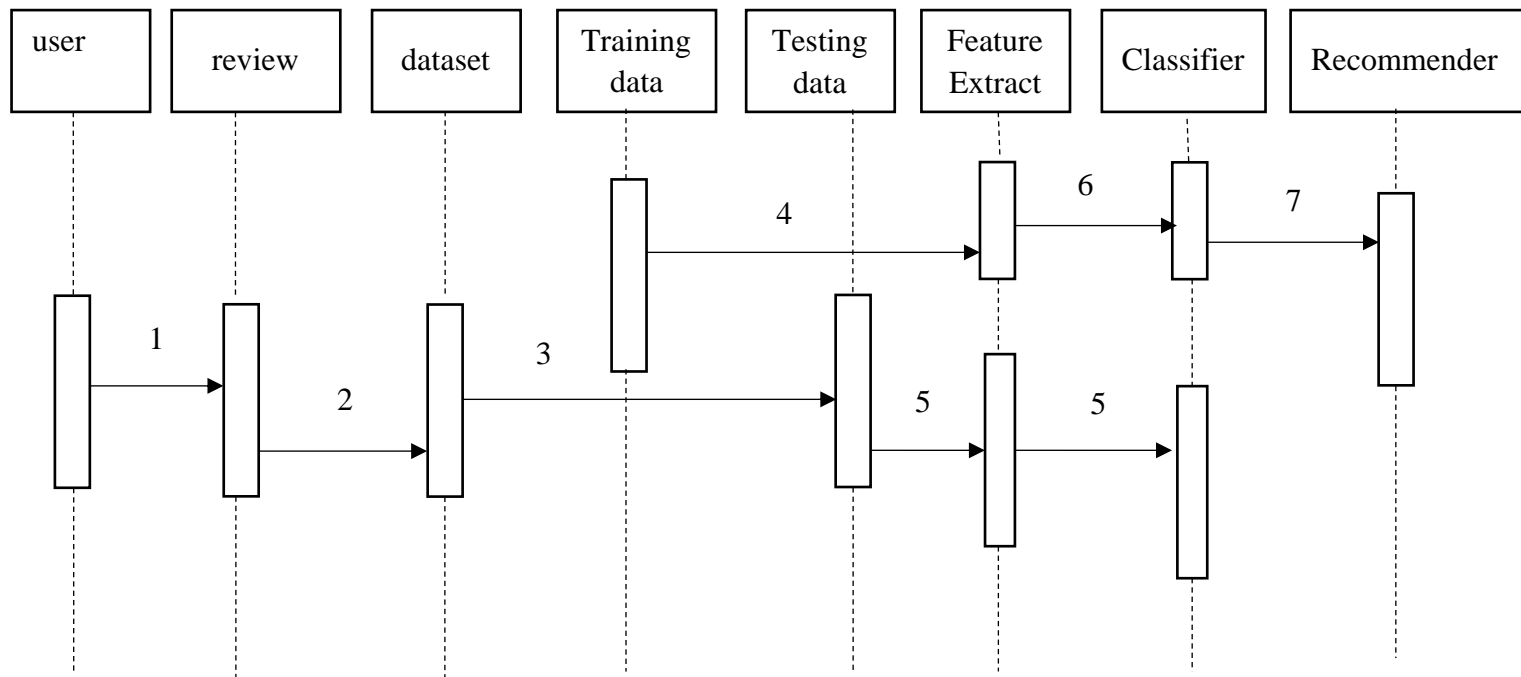 user
review
dataset
Training
data
Testing
data
Feature
Extract
Classifier
Recommender
6
7
4
1
3
2
5
5